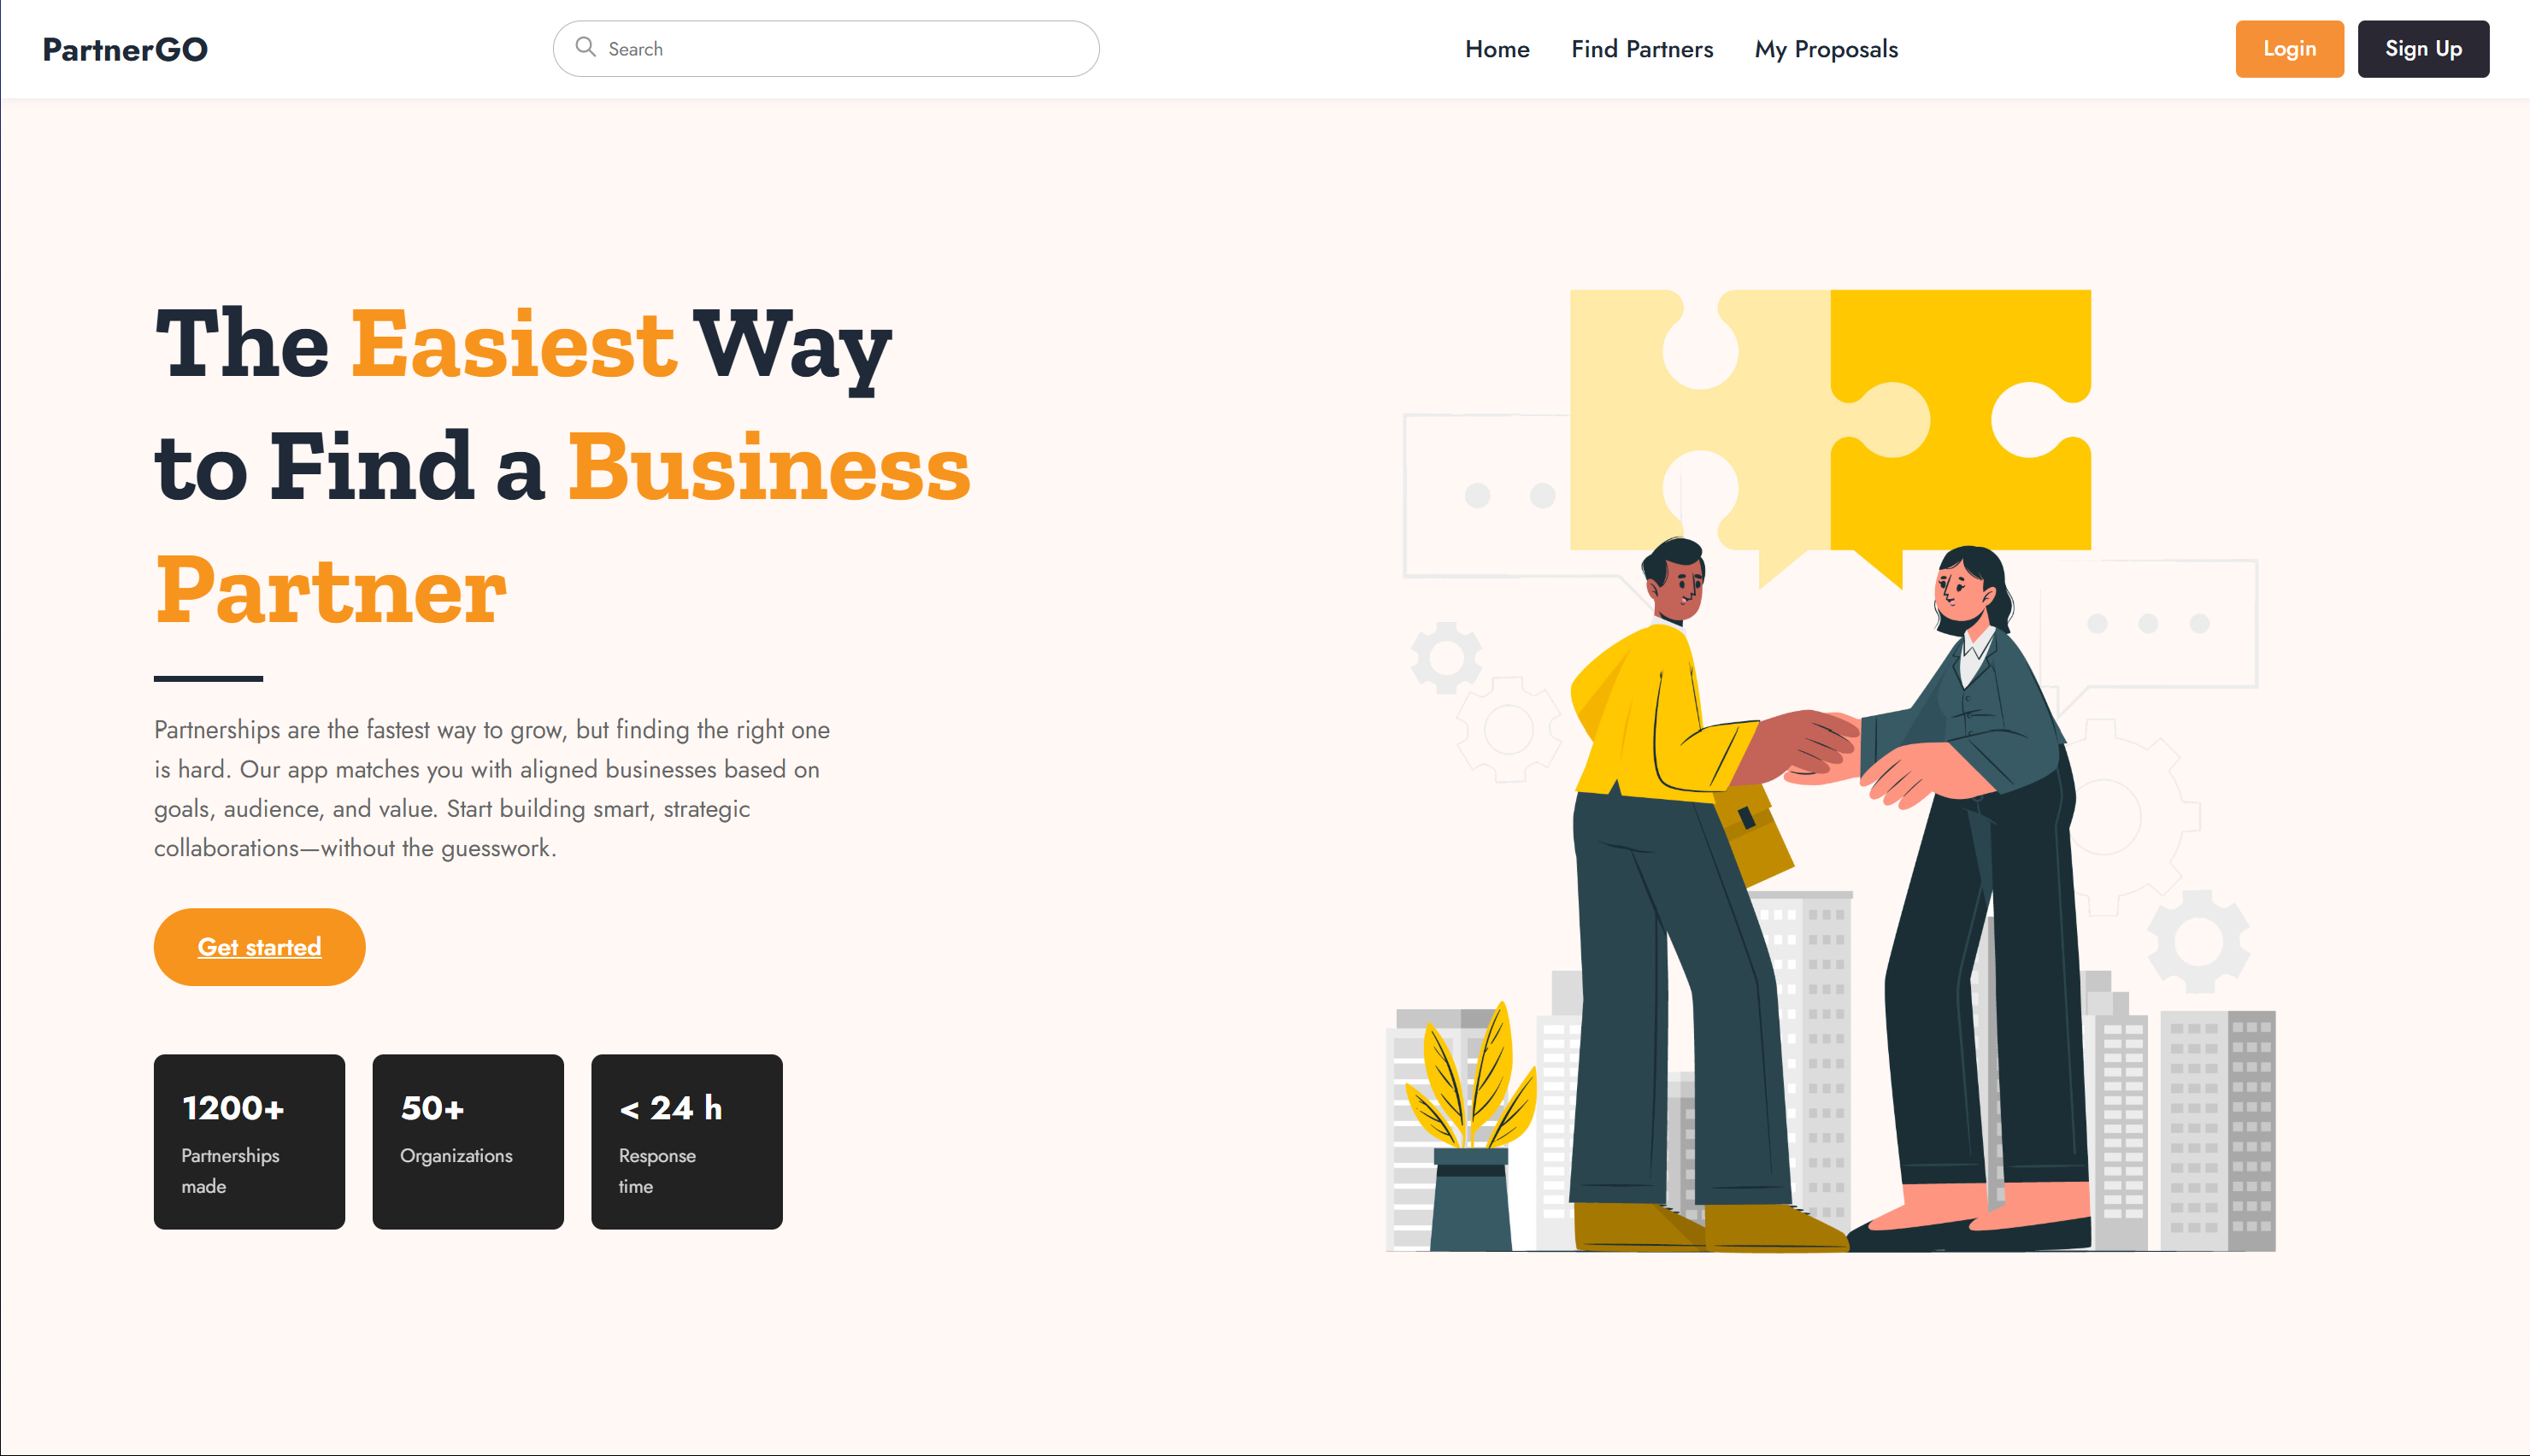 PartnerGO
Search
Home
Find Partners
My Proposals
Login
Sign Up
The Easiest Way
to Find a Business
Partner
Partnerships are the fastest way to grow, but finding the right one
is hard. Our app matches you with aligned businesses based on
goals, audience, and value. Start building smart, strategic
collaborations—without the guesswork.
Get started
1200+
Partnerships
made
50+
Organizations
< 24 h
Response
time